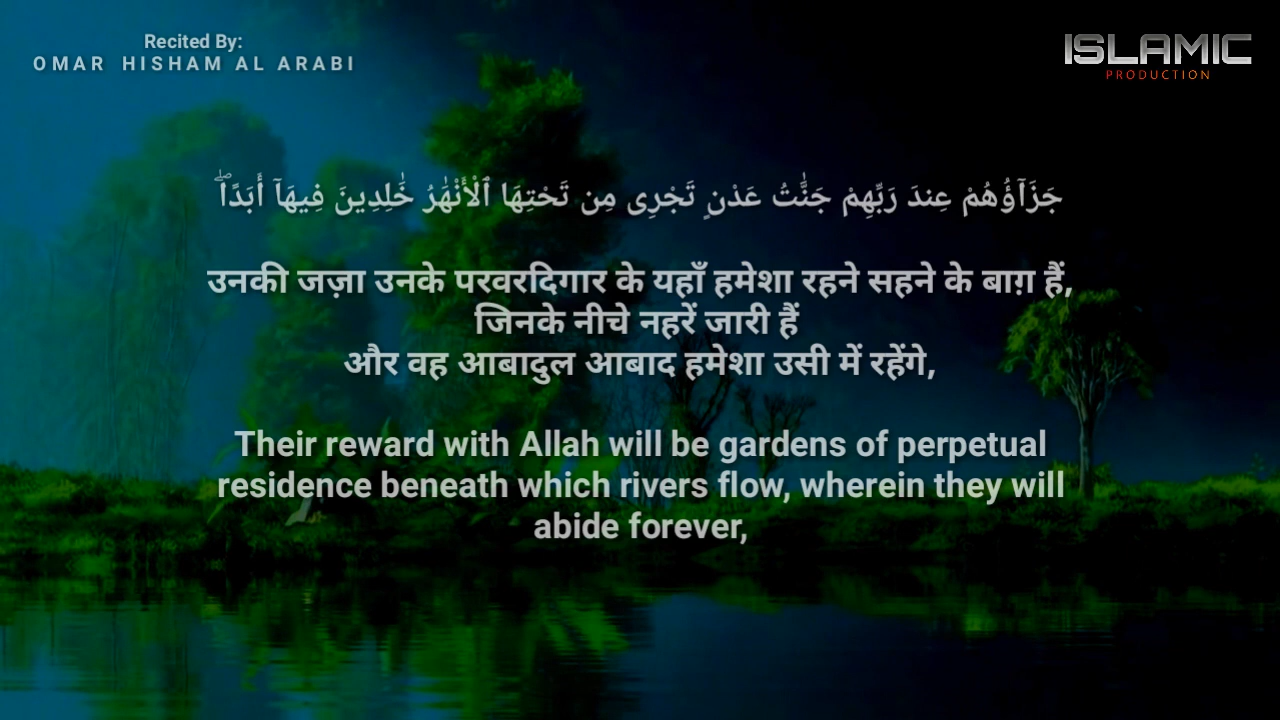 Recited By:
OMAR HISHAM AL ARABI
ISLAMIC
PRODUCTION
جَزَآؤُهُمْ عِندَ رَبِّهِمْ جَنَّٰتُ عَدْنٍ تَجْرِى مِن تَحْتِهَا ٱلْأَنْهَٰرُ خَٰلِدِينَ فِيهَآ أَبَدًاۖ
उनकी जज़ा उनके परवरदिगार के यहाँ हमेशा रहने सहने के बाग़ हैं,
जिनके नीचे नहरें जारी हैं
और वह आबादुल आबाद हमेशा उसी में रहेंगे,
Their reward with Allah will be gardens of perpetual
residence beneath which rivers flow, wherein they will
abide forever,